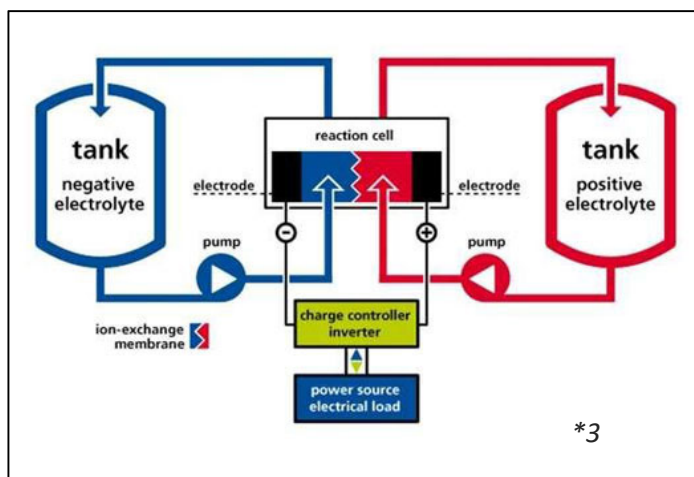 reaction cell
tank
negative
electrolyte
electrode
electrode
tank
positive
electrolyte
pump
−
+
pump
ion-exchange
membrane
charge controller
inverter
power source
electrical load
*3